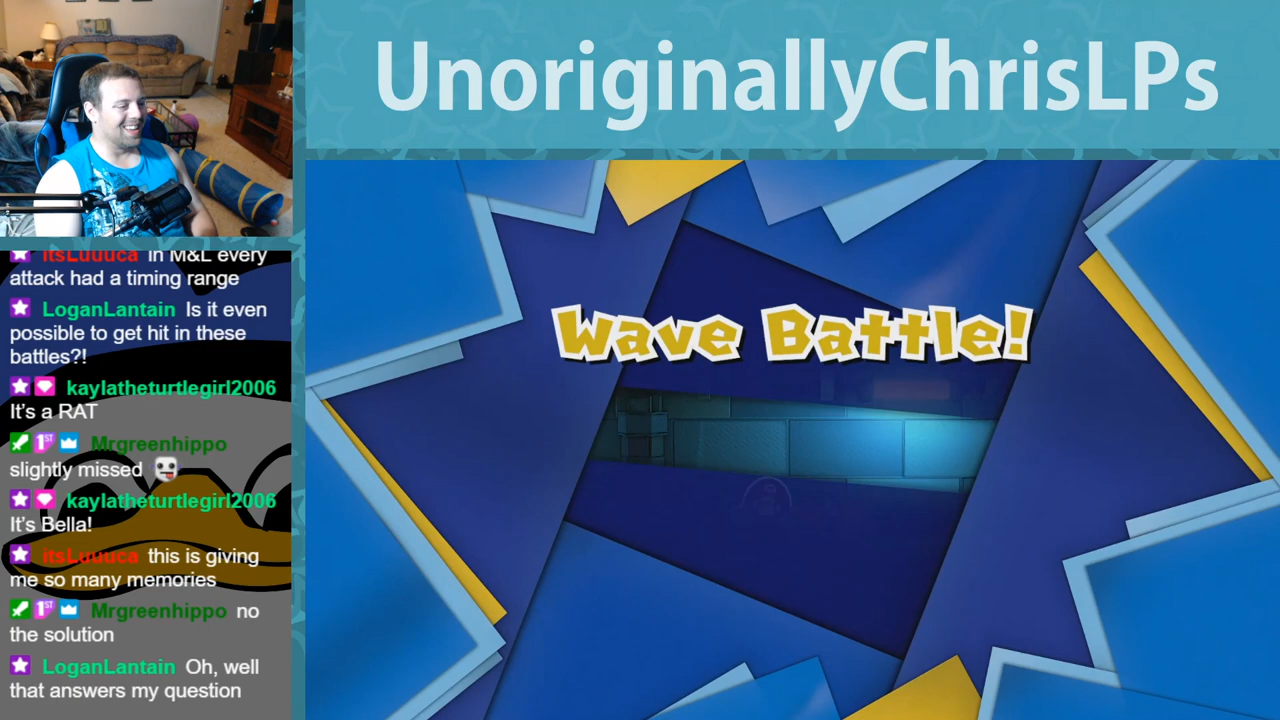 UnoriginallyChrisLPs
Wave Battle!
itsLuuuca in M&L every
attack had a timing range
LoganLantain Is it even
possible to get hit in these
battles?!
kaylatheturtlegirl2006
It's a RAT
1ST Mrgreenhippo
slightly missed
kaylatheturtlegirl2006
It's Bella!
itsLuuuca this is giving
me so many memories
1ST Mrgreenhippo no
the solution
LoganLantain Oh, well
that answers my question